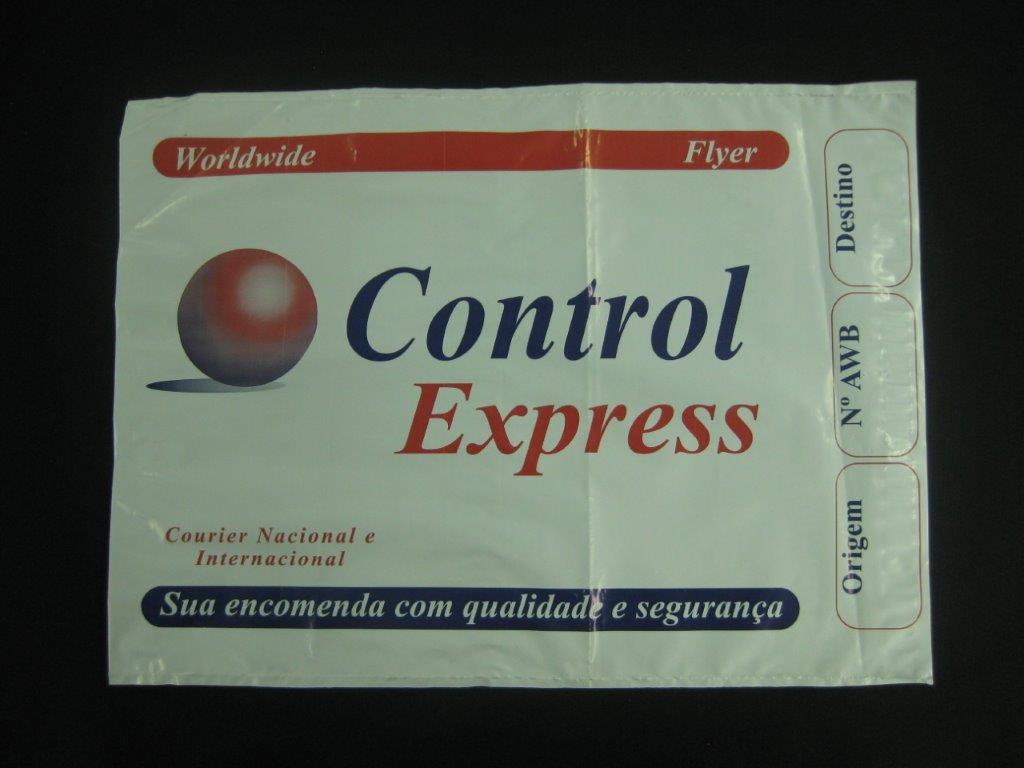 Worldwide Flyer
Control
Express
Courier Nacional e
Internacional
Sua encomenda com qualidade e segurança
Destino
Nº AWB
Origem